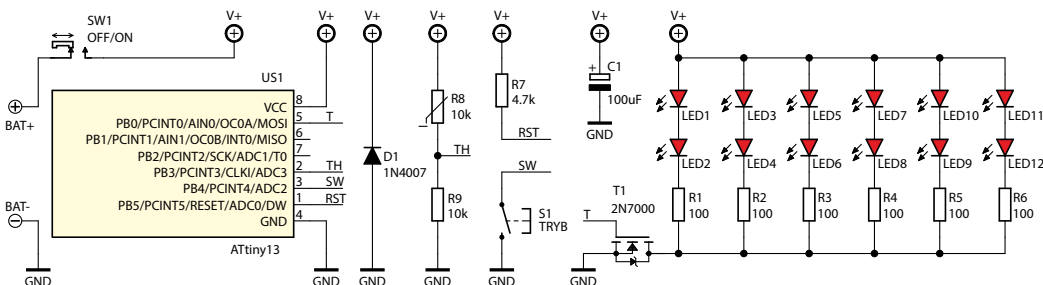 SW1
OFF/ON
V+
V+
V+
V+
V+
V+
V+
BAT+
BAT-
GND
US1
VCC
PB0/PCINT0/AIN0/OC0A/MOSI
PB1/PCINT1/AIN1/OC0B/INT0/MISO
PB2/PCINT2/SCK/ADC1/T0
PB3/PCINT3/CLKI/ADC3
PB4/PCINT4/ADC2
PB5/PCINT5/RESET/ADC0/DW
GND
8
5
6
7
2
3
1
4
T
TH
SW
RST
ATtiny13
GND
D1
1N4007
GND
R8
10k
TH
R9
10k
GND
R7
4.7k
RST
SW
S1
TRYB
GND
+
C1
100uF
GND
T
T1
2N7000
GND
LED1
LED3
LED5
LED7
LED10
LED11
LED2
LED4
LED6
LED8
LED9
LED12
R1
100
R2
100
R3
100
R4
100
R5
100
R6
100